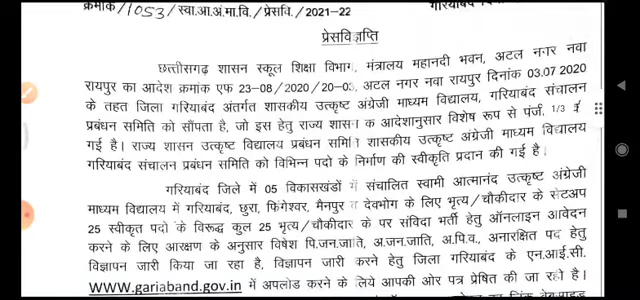 क्रमांक /1053/ स्वा.आ.अं.मा.वि./ प्रेसवि./ 2021-22
प्रेसविज्ञप्ति
छत्तीसगढ़ शासन स्कूल शिक्षा विभाग, मंत्रालय महानदी भवन, अटल नगर नवा
रायपुर का आदेश क्रमांक एफ 23-08/2020/20-03, अटल नगर नवा रायपुर दिनांक 03.07.2020
के तहत जिला गरियाबंद अंतर्गत शासकीय उत्कृष्ट अंग्रेजी माध्यम विद्यालय, गरियाबंद संचालन
प्रबंधन समिति को सौंपता है, जो इस हेतु राज्य शासन क आदेशानुसार विशेष रूप से पंजी. 1/3
गई है। राज्य शासन उत्कृष्ट विद्यालय प्रबंधन समिति शासकीय उत्कृष्ट अंग्रेजी माध्यम विद्यालय
गरियाबंद संचालन प्रबंधन समिति को विभिन्न पदो के निर्माण की स्वीकृति प्रदान की गई है।
गरियाबंद जिले में 05 विकासखंडों में संचालित स्वामी आत्मानंद उत्कृष्ट अंग्रेजी
माध्यम विद्यालय में गरियाबंद, छुरा, फिंगेश्वर, मैनपुर त देवभोग के लिए भृत्य/चौकीदार के सेटअप
25 स्वीकृत पदो के विरूद्ध कुल 25 भृत्य/चौकीदार के पर संविदा भर्ती हेतु ऑनलाइन आवेदन
करने के लिए आरक्षण के अनुसार विषेश पि.जन.जाति, अ.जन.जाति, अ.पि.व., अनारक्षित पद हेतु
विज्ञापन जारी किया जा रहा है, विज्ञापन जारी करने हेतु जिला गरियाबंद के एन.आई.सी.
www.gariaband.gov.in में अपलोड करने के लिये आपकी ओर पत्र प्रेषित की जा रही है।